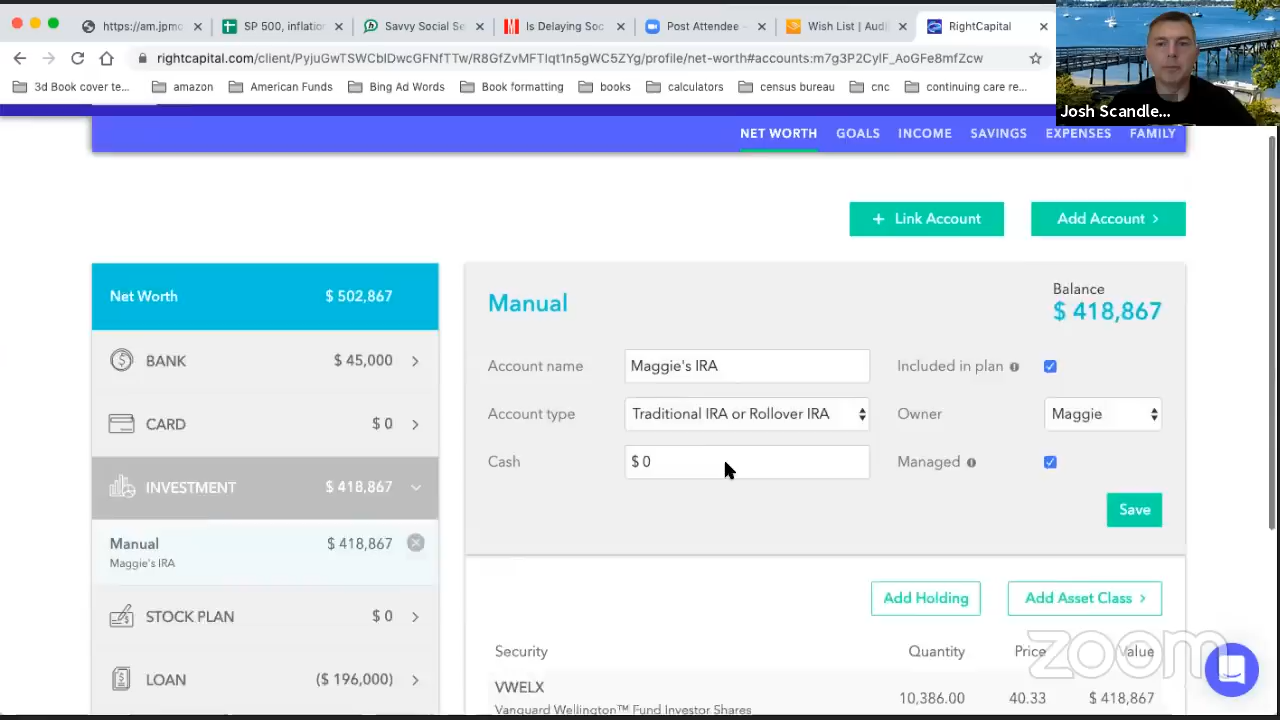 https://am.jpmo
SP 500, inflatior
Savvy Social Se
Is Delaying Soc
Post Attendee –
Wish List | Audi
RightCapital
rightcapital.com/client/PyjuGwTSWCbIDwcGFNfTTw/R8GfZvMFTIqt1n5gWC5ZYg/profile/net-worth#accounts:m7g3P2CylF_AoGFe8mfZcw
3d Book cover te...
amazon
American Funds
Bing Ad Words
Book formatting
books
calculators
census bureau
cnc
continuing care re...
Josh Scandle...
NET WORTH GOALS INCOME SAVINGS EXPENSES FAMILY
+ Link Account
Add Account >
Net Worth $ 502,867
BANK $ 45,000
CARD $ 0
INVESTMENT $ 418,867
Manual $ 418,867
Maggie's IRA
STOCK PLAN $ 0
LOAN ($ 196,000)
Manual
Balance
$ 418,867
Account name Maggie's IRA Included in plan
Account type Traditional IRA or Rollover IRA Owner Maggie
Cash $ 0 Managed
Save
Add Holding
Add Asset Class >
Security Quantity Price Value
VWELX
Vanguard Wellington™ Fund Investor Shares
10,386.00 40.33 $ 418,867
zoom